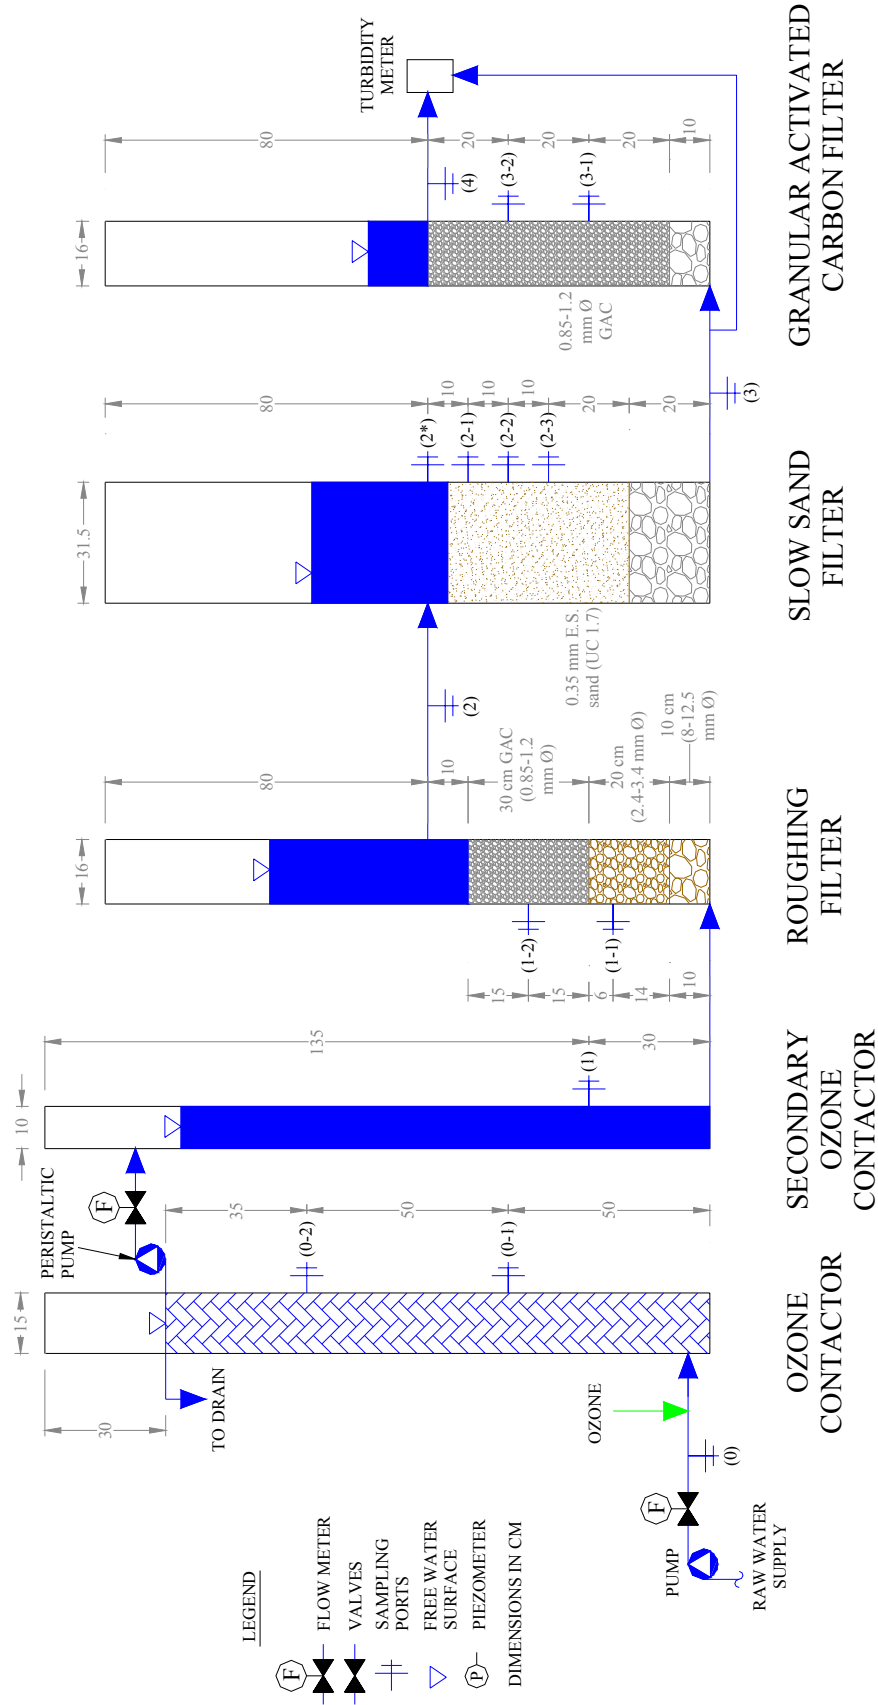 LEGEND
F
FLOW METER
VALVES
SAMPLING
PORTS
FREE WATER
SURFACE
P
PIEZOMETER
DIMENSIONS IN CM
F
PUMP
RAW WATER
SUPPLY
(0)
OZONE
TO DRAIN
30
15
(0-2)
(0-1)
35
50
50
OZONE
CONTACTOR
PERISTALTIC
PUMP
F
10
(1)
135
30
SECONDARY
OZONE
CONTACTOR
15
15
6
14
10
(1-2)
(1-1)
16
80
10
30 cm GAC
(0.85-1.2
mm Ø)
20 cm
(2.4-3.4 mm Ø)
10 cm
(8-12.5
mm Ø)
ROUGHING
FILTER
(2)
0.35 mm E.S.
sand (UC 1.7)
31.5
(2*)
(2-1)
(2-2)
(2-3)
80
10
10
10
20
20
SLOW SAND
FILTER
(3)
0.85-1.2
mm Ø
GAC
16
(4)
(3-2)
(3-1)
80
20
20
20
10
TURBIDITY
METER
GRANULAR ACTIVATED
CARBON FILTER